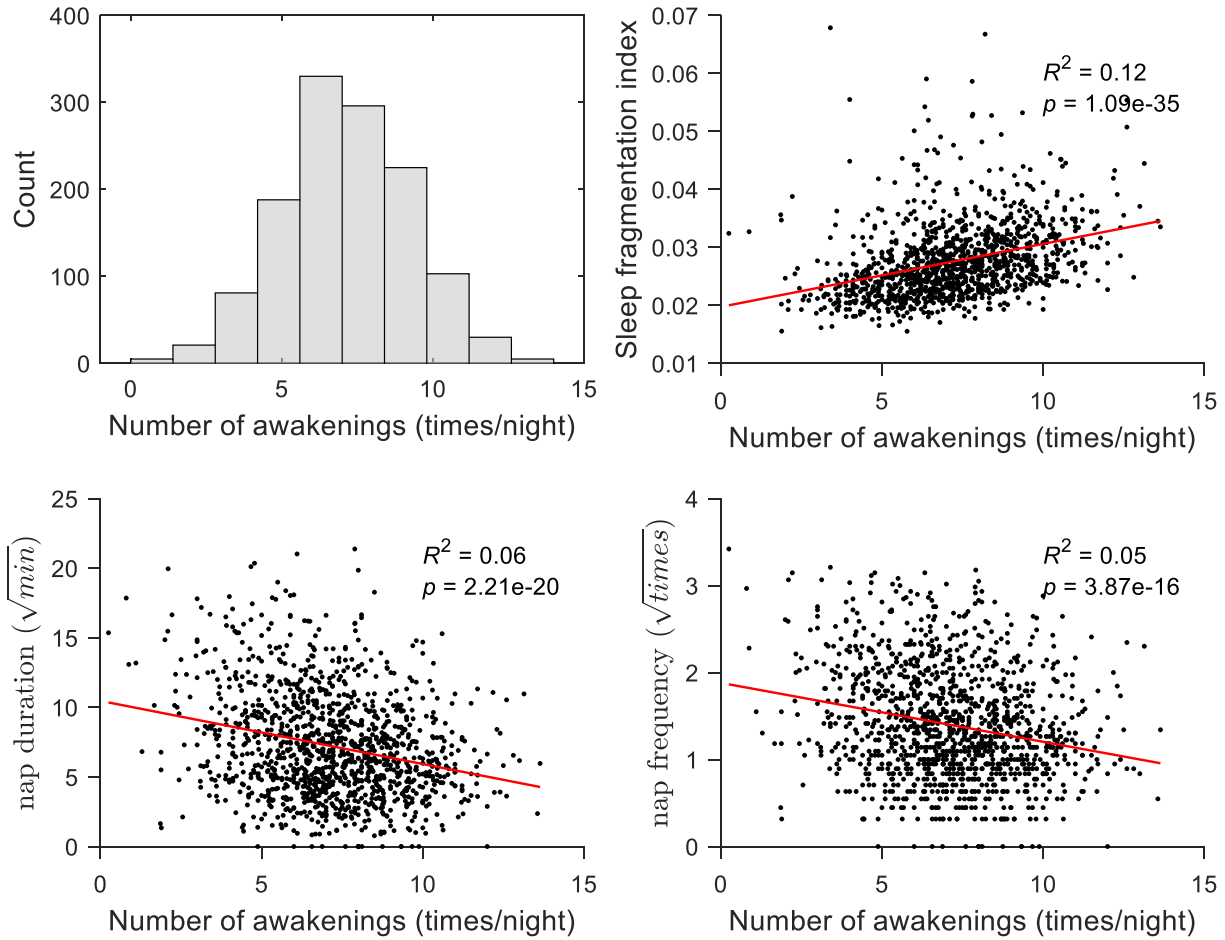 400
300
200
100
0
Count
0
5
10
15
Number of awakenings (times/night)
0.07
0.06
0.05
0.04
0.03
0.02
0.01
Sleep fragmentation index
R² = 0.12
p = 1.09e-35
5
10
15
Number of awakenings (times/night)
25
20
15
10
5
0
nap duration (√min)
R² = 0.06
p = 2.21e-20
0
5
10
15
Number of awakenings (times/night)
4
3
2
1
0
nap frequency (√times)
R² = 0.05
p = 3.87e-16
0
5
10
15
Number of awakenings (times/night)